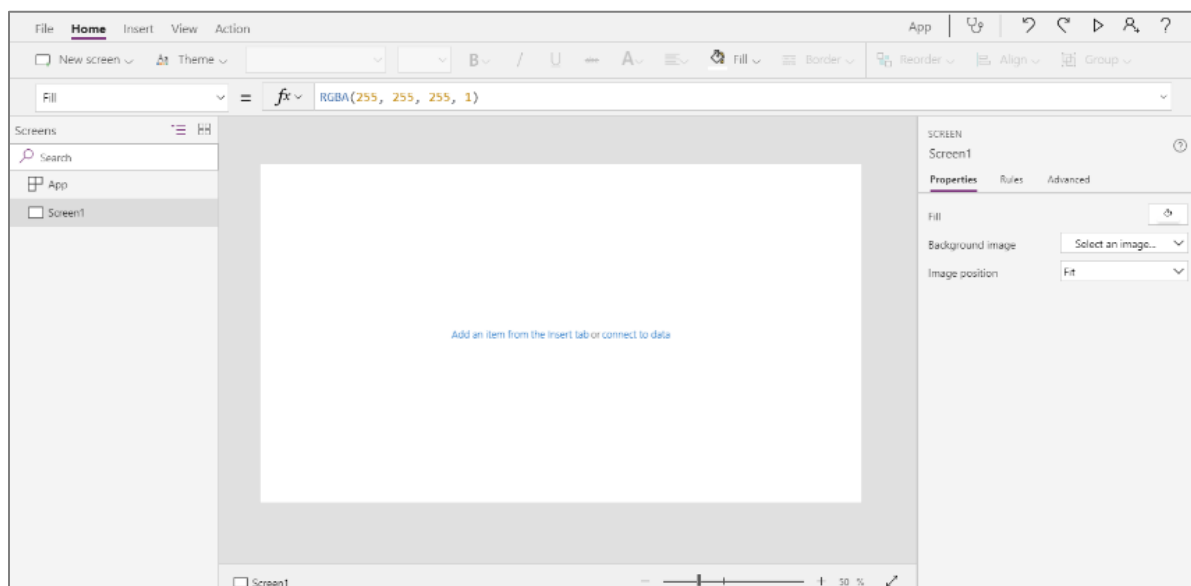 File Home Insert View Action App
New screen Theme B / U abc A Fill Border Reorder Align Group
Fill = fx RGBA(255, 255, 255, 1)
Screens
Search
App
Screen1
Add an item from the Insert tab or connect to data
SCREEN
Screen1
Properties Rules Advanced
Fill
Background image Select an image...
Image position Fit
Screen1 − + 50 %